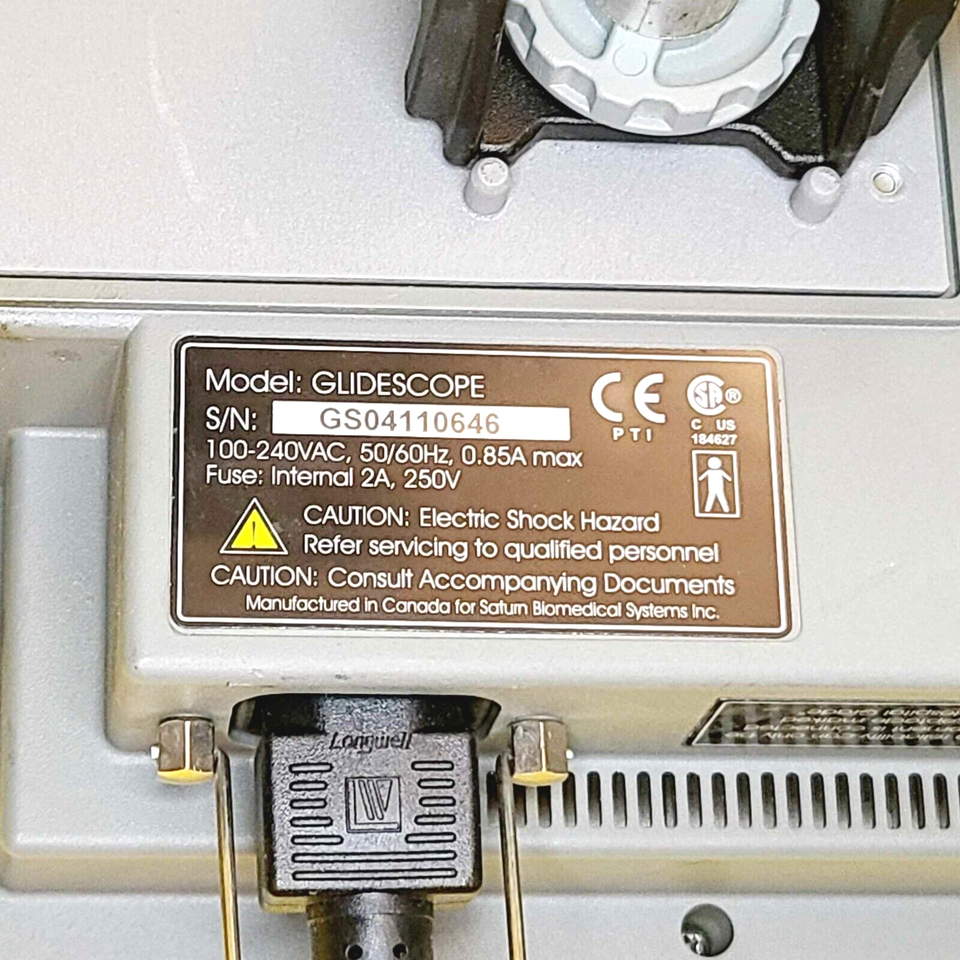 Model: GLIDESCOPE
S/N: GS04110646
100-240VAC, 50/60Hz, 0.85A max
Fuse: Internal 2A, 250V
CE
PTI
SA ®
C US
184627
CAUTION: Electric Shock Hazard
Refer servicing to qualified personnel
CAUTION: Consult Accompanying Documents
Manufactured in Canada for Saturn Biomedical Systems Inc.
Longwell